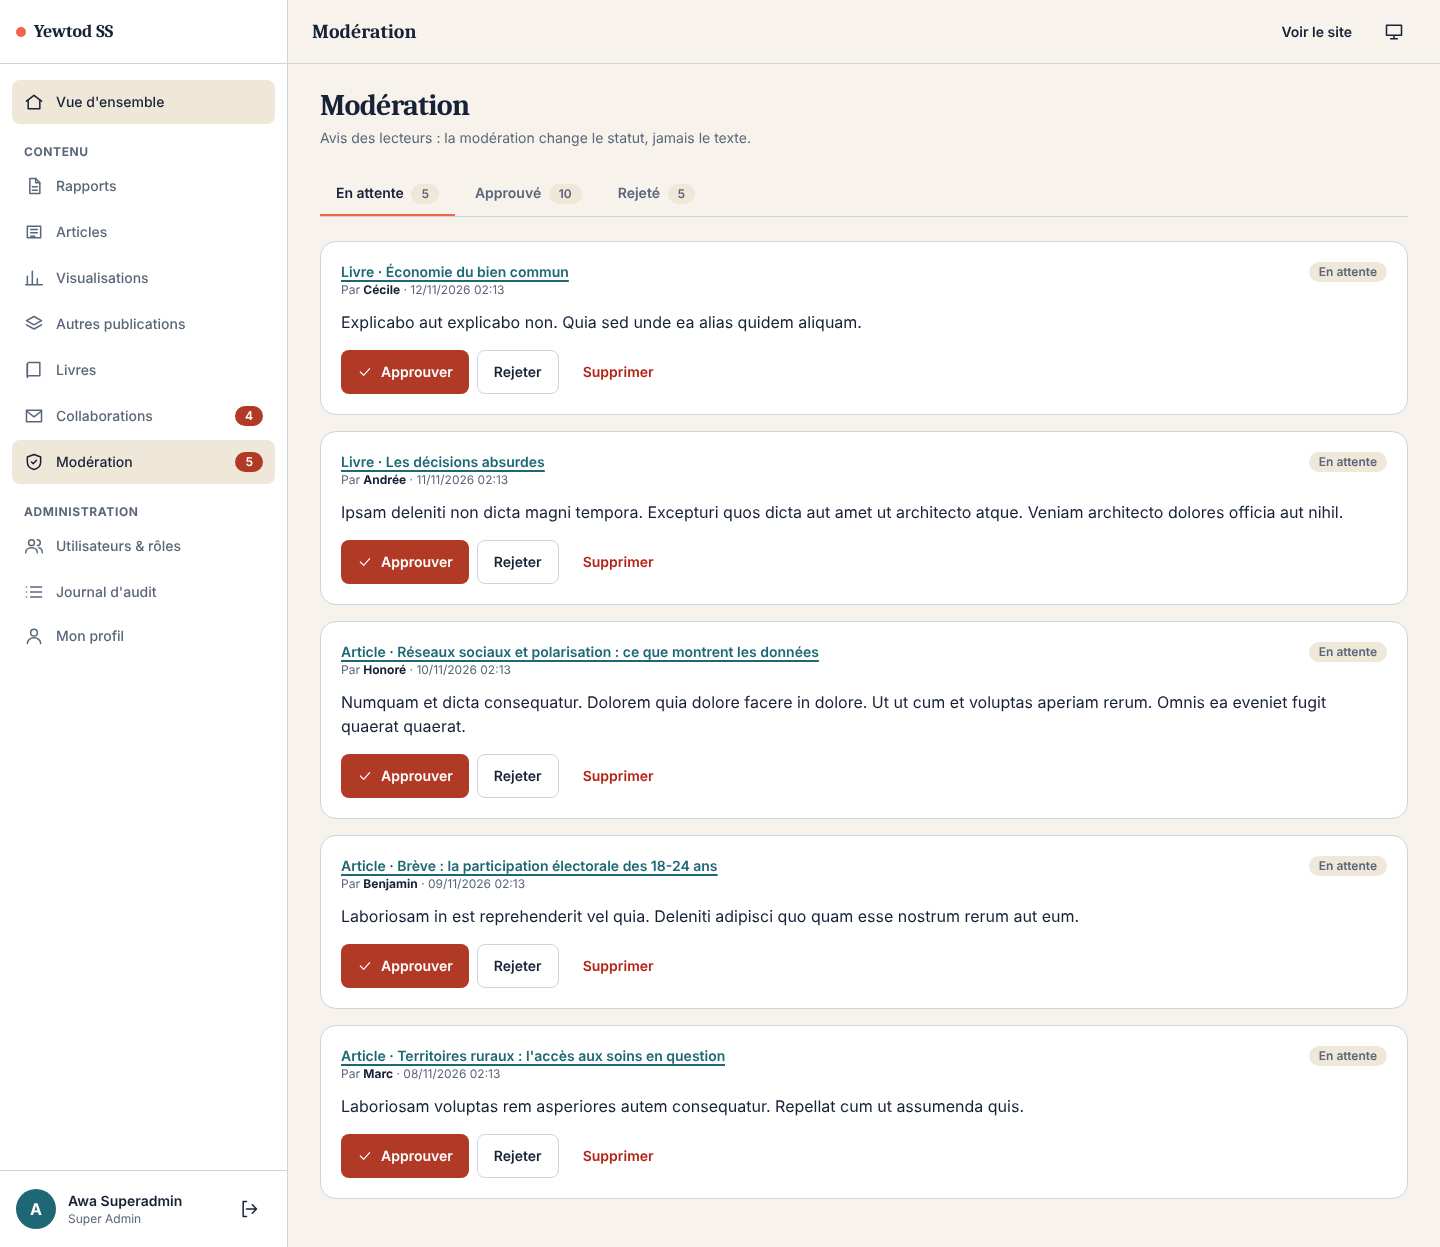 Yewtod SS
Modération
Voir le site
Vue d'ensemble
CONTENU
Rapports
Articles
Visualisations
Autres publications
Livres
Collaborations 4
Modération 5
ADMINISTRATION
Utilisateurs & rôles
Journal d'audit
Mon profil
A
Awa Superadmin
Super Admin
Modération
Avis des lecteurs : la modération change le statut, jamais le texte.
En attente 5 Approuvé 10 Rejeté 5
Livre · Économie du bien commun En attente
Par Cécile · 12/11/2026 02:13
Explicabo aut explicabo non. Quia sed unde ea alias quidem aliquam.
Approuver Rejeter Supprimer
Livre · Les décisions absurdes En attente
Par Andrée · 11/11/2026 02:13
Ipsam deleniti non dicta magni tempora. Excepturi quos dicta aut amet ut architecto atque. Veniam architecto dolores officia aut nihil.
Approuver Rejeter Supprimer
Article · Réseaux sociaux et polarisation : ce que montrent les données En attente
Par Honoré · 10/11/2026 02:13
Numquam et dicta consequatur. Dolorem quia dolore facere in dolore. Ut ut cum et voluptas aperiam rerum. Omnis ea eveniet fugit
quaerat quaerat.
Approuver Rejeter Supprimer
Article · Brève : la participation électorale des 18-24 ans En attente
Par Benjamin · 09/11/2026 02:13
Laboriosam in est reprehenderit vel quia. Deleniti adipisci quo quam esse nostrum rerum aut eum.
Approuver Rejeter Supprimer
Article · Territoires ruraux : l'accès aux soins en question En attente
Par Marc · 08/11/2026 02:13
Laboriosam voluptas rem asperiores autem consequatur. Repellat cum ut assumenda quis.
Approuver Rejeter Supprimer